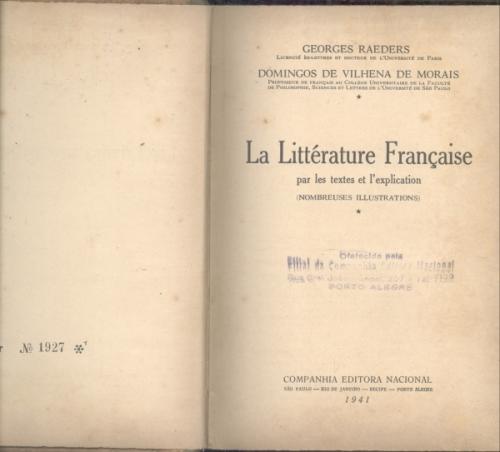 r № 1927
GEORGES RAEDERS
LICENCIÉ ÈS-LETTRES ET DOCTEUR DE L'UNIVERSITÉ DE PARIS
DOMINGOS DE VILHENA DE MORAIS
PROFESSEUR DE FRANÇAIS AU COLLÈGE UNIVERSITAIRE DE LA FACULTÉ
DE PHILOSOPHIE, SCIENCES ET LETTRES DE L'UNIVERSITÉ DE SÃO PAULO
La Littérature Française
par les textes et l'explication
(NOMBREUSES ILLUSTRATIONS)
Oferecido pela
Filial da Companhia Editora Nacional
PORTO ALEGRE
COMPANHIA EDITORA NACIONAL
SÃO PAULO — RIO DE JANEIRO — RECIFE — PORTO ALEGRE
1941